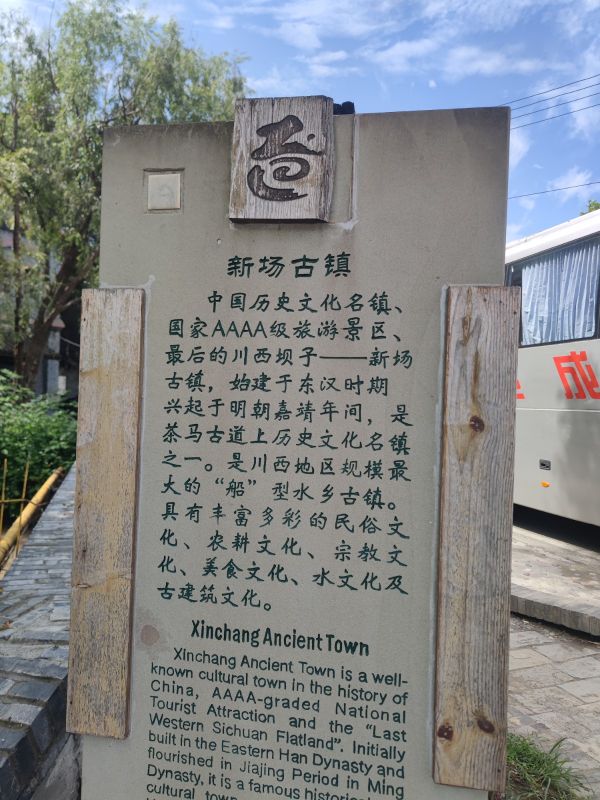 新场古镇
中国历史文化名镇、
国家AAAA级旅游景区、
最后的川西坝子——新场
古镇，始建于东汉时期
兴起于明朝嘉靖年间，是
茶马古道上历史文化名镇
之一。是川西地区规模最
大的“船”型水乡古镇。
具有丰富多彩的民俗文
化、农耕文化、宗教文
化、美食文化、水文化及
古建筑文化。
Xinchang Ancient Town
Xinchang Ancient Town is a well-
known cultural town in the history of
China, AAAA-graded National
Tourist Attraction and the “Last
Western Sichuan Flatland”. Initially
built in the Eastern Han Dynasty and
flourished in Jiajing Period in Ming
Dynasty, it is a famous historical
cultural town
成